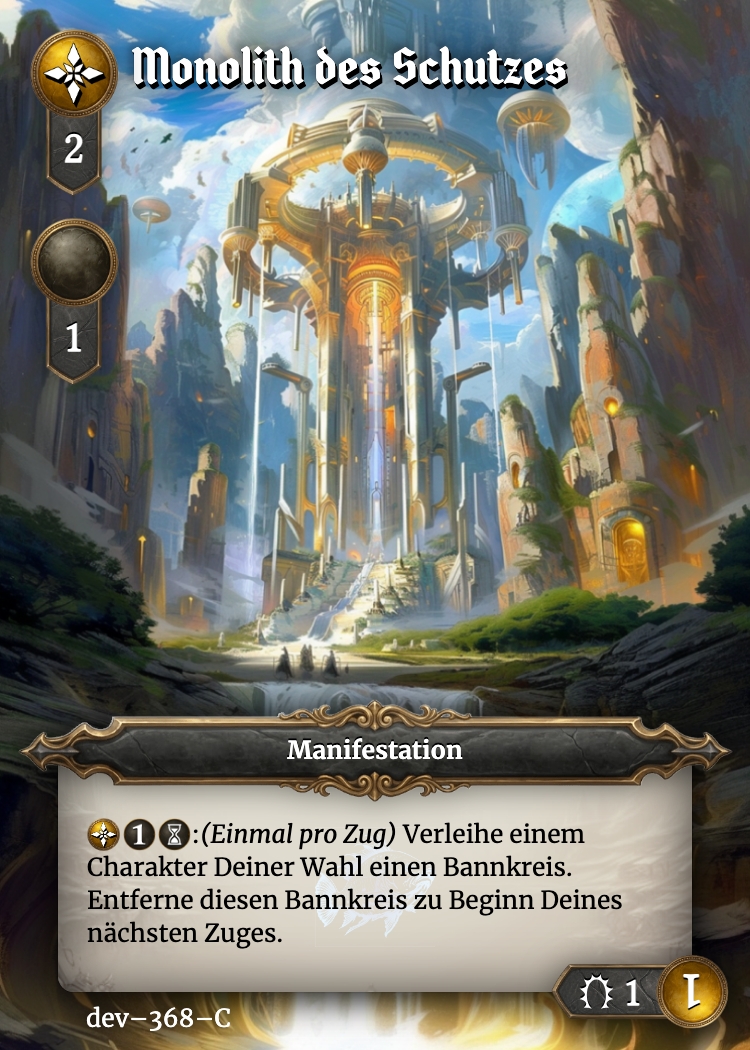 Monolith des Schutzes
2
1
Manifestation
1 :(Einmal pro Zug) Verleihe einem
Charakter Deiner Wahl einen Bannkreis.
Entferne diesen Bannkreis zu Beginn Deines
nächsten Zuges.
1 1
dev–368–C